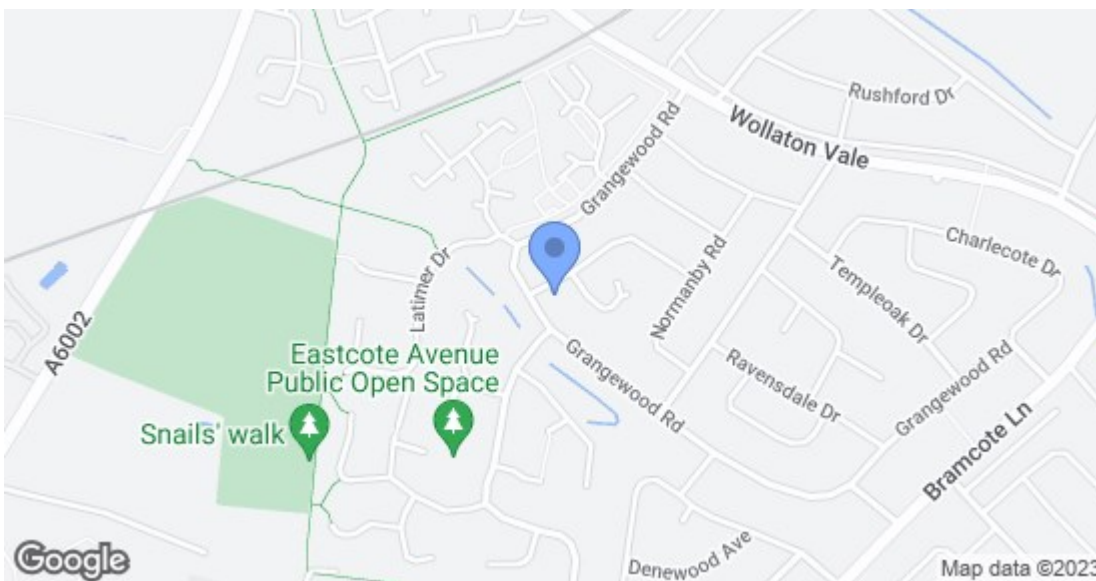 Rushford Dr
Wollaton Vale
Grangewood Rd
Charlecote Dr
Latimer Dr
Normanby Rd
Templeoak Dr
A6002
Eastcote Avenue
Public Open Space
Grangewood Rd
Ravensdale Dr
Grangewood Rd
Snails' walk
Bramcote Ln
Denewood Ave
Google
Map data ©2023